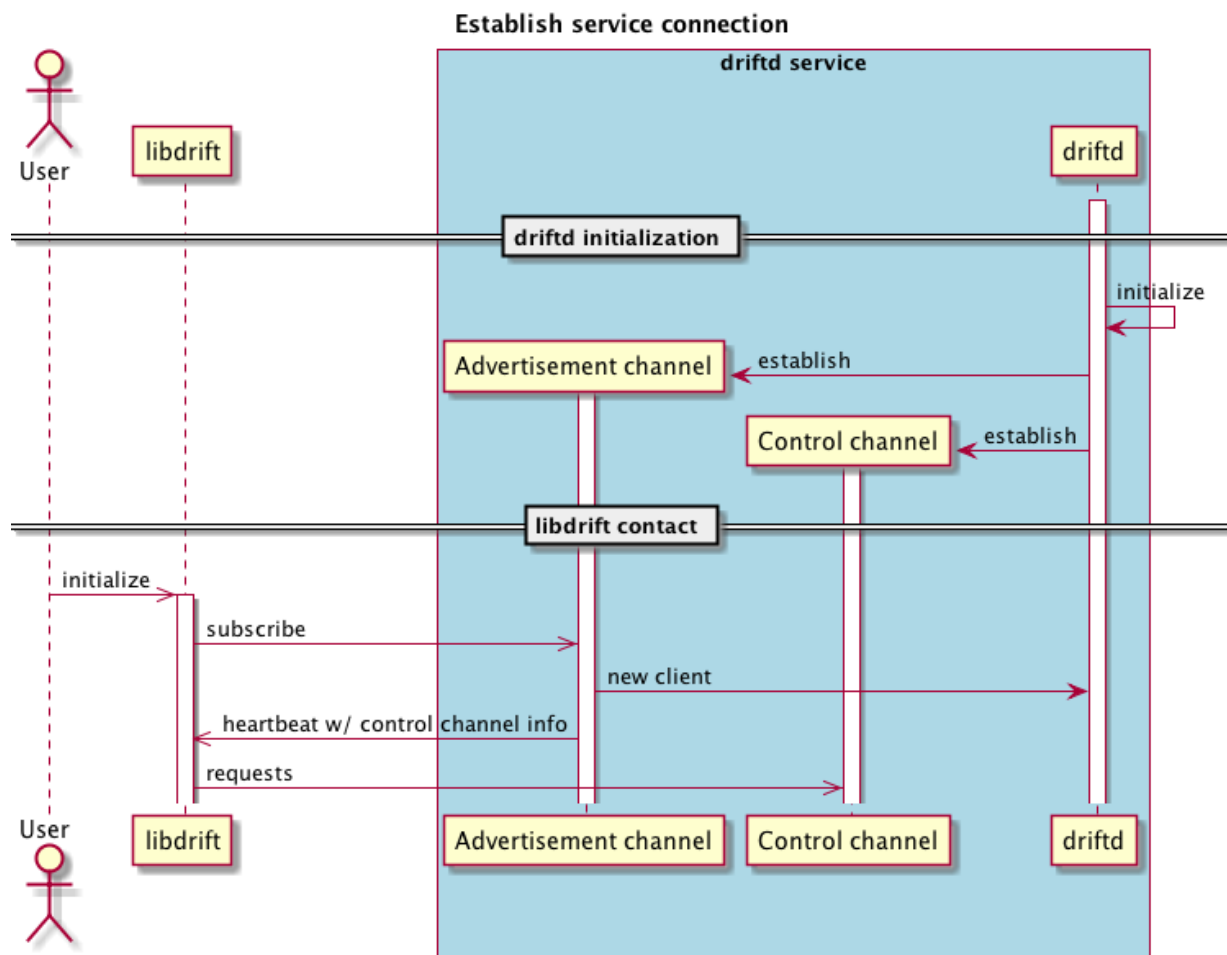 Establish service connection
driftd service
User
libdrift
driftd
driftd initialization
initialize
Advertisement channel
establish
Control channel
establish
libdrift contact
initialize
subscribe
new client
heartbeat w/ control channel info
requests
User
libdrift
Advertisement channel
Control channel
driftd